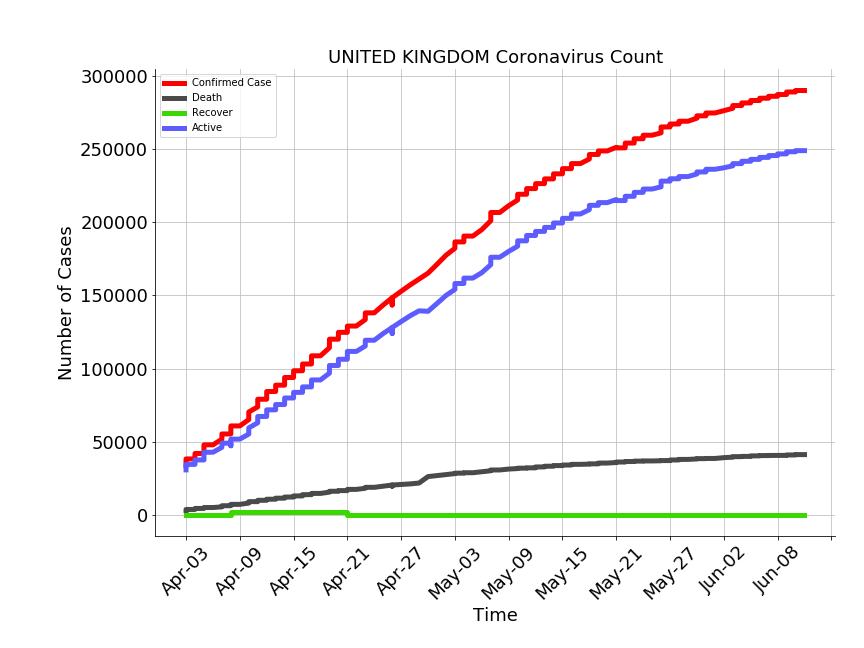 UNITED KINGDOM Coronavirus Count
Confirmed Case
Death
Recover
Active
Number of Cases
300000
250000
200000
150000
100000
50000
0
Apr-03
Apr-09
Apr-15
Apr-21
Apr-27
May-03
May-09
May-15
May-21
May-27
Jun-02
Jun-08
Time